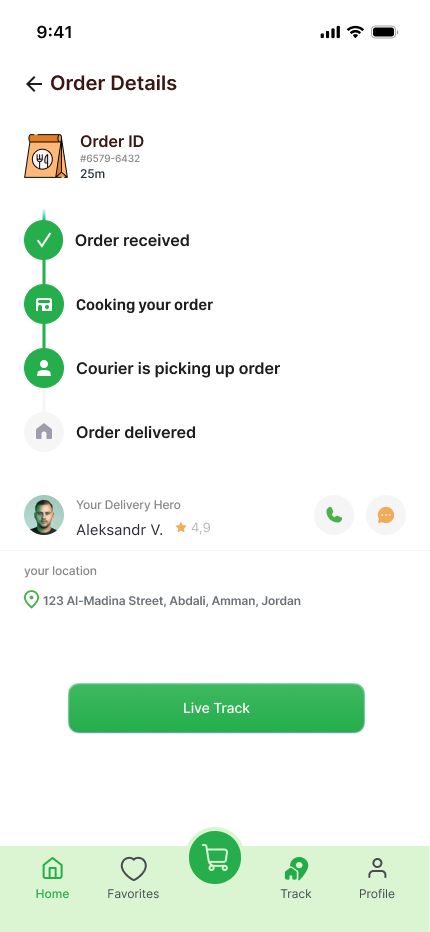 9:41
Order Details
Order ID
#6579-6432
25m
Order received
Cooking your order
Courier is picking up order
Order delivered
Your Delivery Hero
Aleksandr V. 4,9
your location
123 Al-Madina Street, Abdali, Amman, Jordan
Live Track
Home Favorites Track Profile